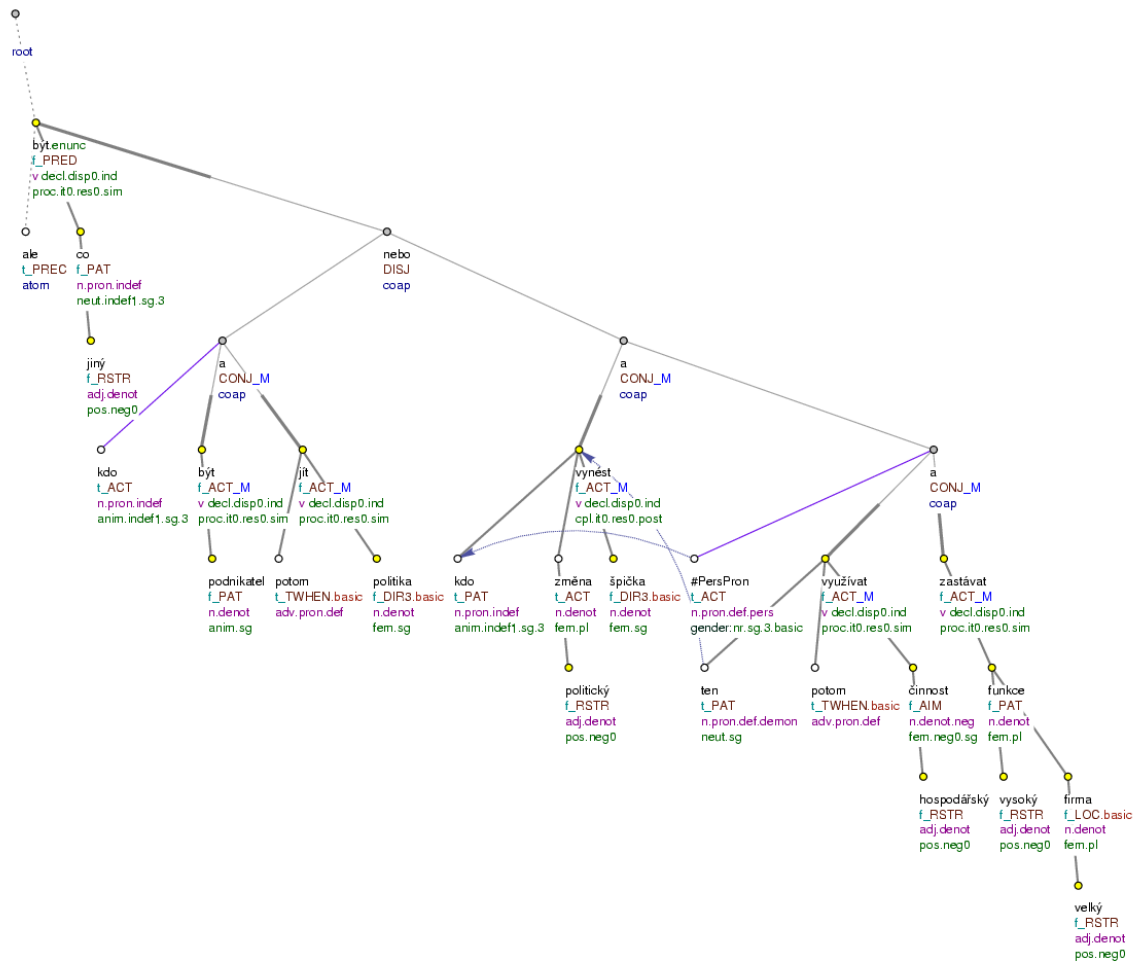 root
být.enunc
f_PRED
v decl.disp0.ind
proc.it0.res0.sim
ale
t_PREC
atom
co
f_PAT
n.pron.indef
neut.indef1.sg.3
nebo
DISJ
coap
jiný
f_RSTR
adj.denot
pos.neg0
a
CONJ_M
coap
a
CONJ_M
coap
kdo
t_ACT
n.pron.indef
anim.indef1.sg.3
být
f_ACT_M
v decl.disp0.ind
proc.it0.res0.sim
jít
f_ACT_M
v decl.disp0.ind
proc.it0.res0.sim
vynést
f_ACT_M
v decl.disp0.ind
cpl.it0.res0.post
a
CONJ_M
coap
podnikatel
f_PAT
n.denot
anim.sg
potom
t_TWHEN.basic
adv.pron.def
politika
f_DIR3.basic
n.denot
fem.sg
kdo
t_PAT
n.pron.indef
anim.indef1.sg.3
změna
t_ACT
n.denot
fem.pl
špička
f_DIR3.basic
n.denot
fem.sg
#PersPron
t_ACT
n.pron.def.pers
gender:nr.sg.3.basic
využívat
f_ACT_M
v decl.disp0.ind
proc.it0.res0.sim
zastávat
f_ACT_M
v decl.disp0.ind
proc.it0.res0.sim
politický
f_RSTR
adj.denot
pos.neg0
ten
t_PAT
n.pron.def.demon
neut.sg
potom
t_TWHEN.basic
adv.pron.def
činnost
f_AIM
n.denot.neg
fem.neg0.sg
funkce
f_PAT
n.denot
fem.pl
hospodářský
f_RSTR
adj.denot
pos.neg0
vysoký
f_RSTR
adj.denot
pos.neg0
firma
f_LOC.basic
n.denot
fem.pl
velký
f_RSTR
adj.denot
pos.neg0